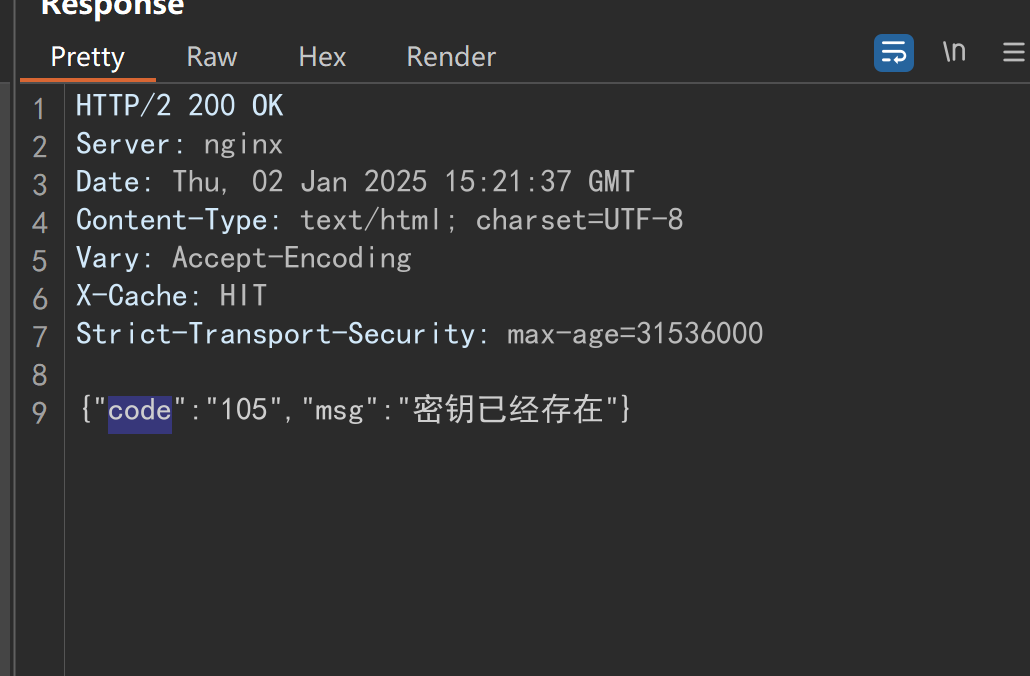 Response
Pretty Raw Hex Render \n
1 HTTP/2 200 OK
2 Server: nginx
3 Date: Thu, 02 Jan 2025 15:21:37 GMT
4 Content-Type: text/html; charset=UTF-8
5 Vary: Accept-Encoding
6 X-Cache: HIT
7 Strict-Transport-Security: max-age=31536000
8
9 {"code":"105","msg":"密钥已经存在"}